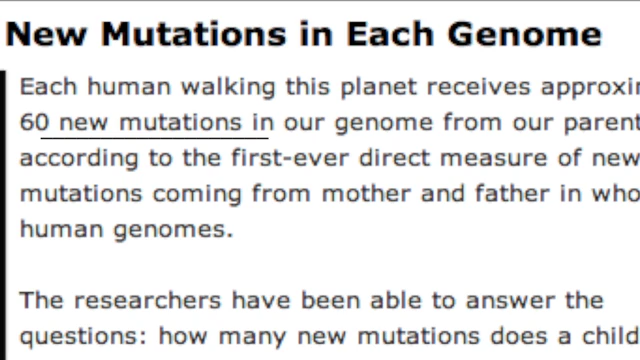 New Mutations in Each Genome
Each human walking this planet receives
60 new mutations in our genome from our
according to the first-ever direct measure of new
mutations coming from mother and father in
human genomes.
The researchers have been able to answer the
questions: how many new mutations does a child